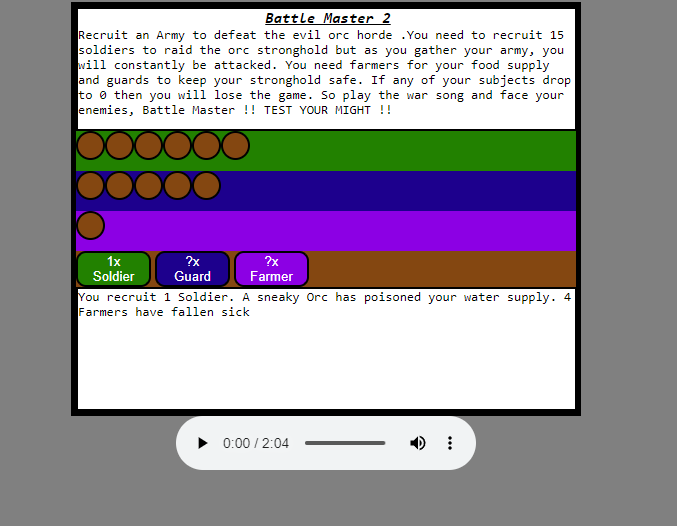 Battle Master 2
Recruit an Army to defeat the evil orc horde .You need to recruit 15
soldiers to raid the orc stronghold but as you gather your army, you
will constantly be attacked. You need farmers for your food supply
and guards to keep your stronghold safe. If any of your subjects drop
to 0 then you will lose the game. So play the war song and face your
enemies, Battle Master !! TEST YOUR MIGHT !!
1x ?x ?x
Soldier Guard Farmer
You recruit 1 Soldier. A sneaky Orc has poisoned your water supply. 4
Farmers have fallen sick
0:00 / 2:04